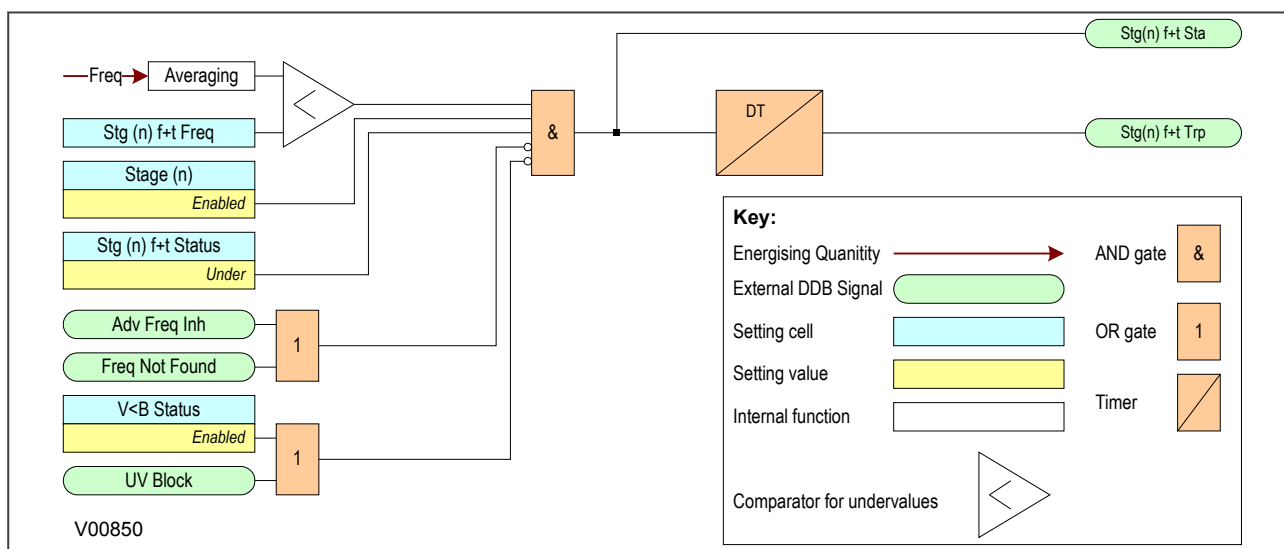 Stg(n) f+t Sta
Freq
Averaging
Stg (n) f+t Freq
&
DT
Stg(n) f+t Trp
Stage (n)
Enabled
Stg (n) f+t Status
Under
Adv Freq Inh
1
Freq Not Found
V<B Status
Enabled
1
UV Block
V00850
Key:
Energising Quanitity
AND gate
&
External DDB Signal
Setting cell
OR gate
1
Setting value
Internal function
Timer
Comparator for undervalues